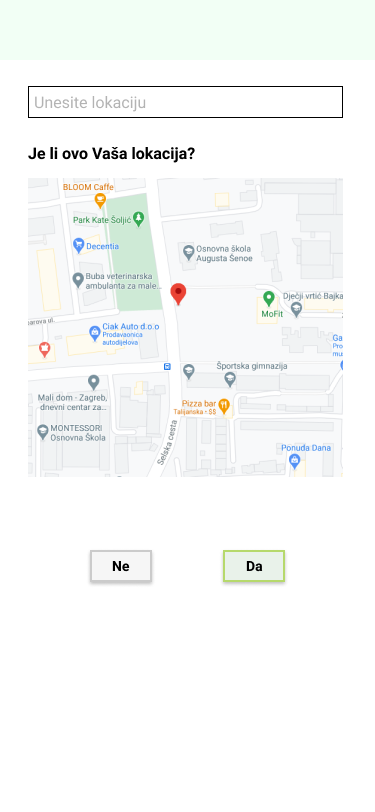 Unesite lokaciju
Je li ovo Vaša lokacija?
BLOOM Caffe
Park Kate Šoljić
Decentia
Osnovna škola
Augusta Šenoe
Buba veterinarska
ambulanta za male...
Dječji vrtić Bajka
MoFit
arova ul.
Ciak Auto d.o.o
Prodavaonica
autodijelova
Ga
Pro
mu
Športska gimnazija
Mali dom - Zagreb,
dnevni centar za...
Pizza bar
Talijanska · $$
MONTESSORI
Osnovna Škola
Selska cesta
Ponuda Dana
Ne
Da